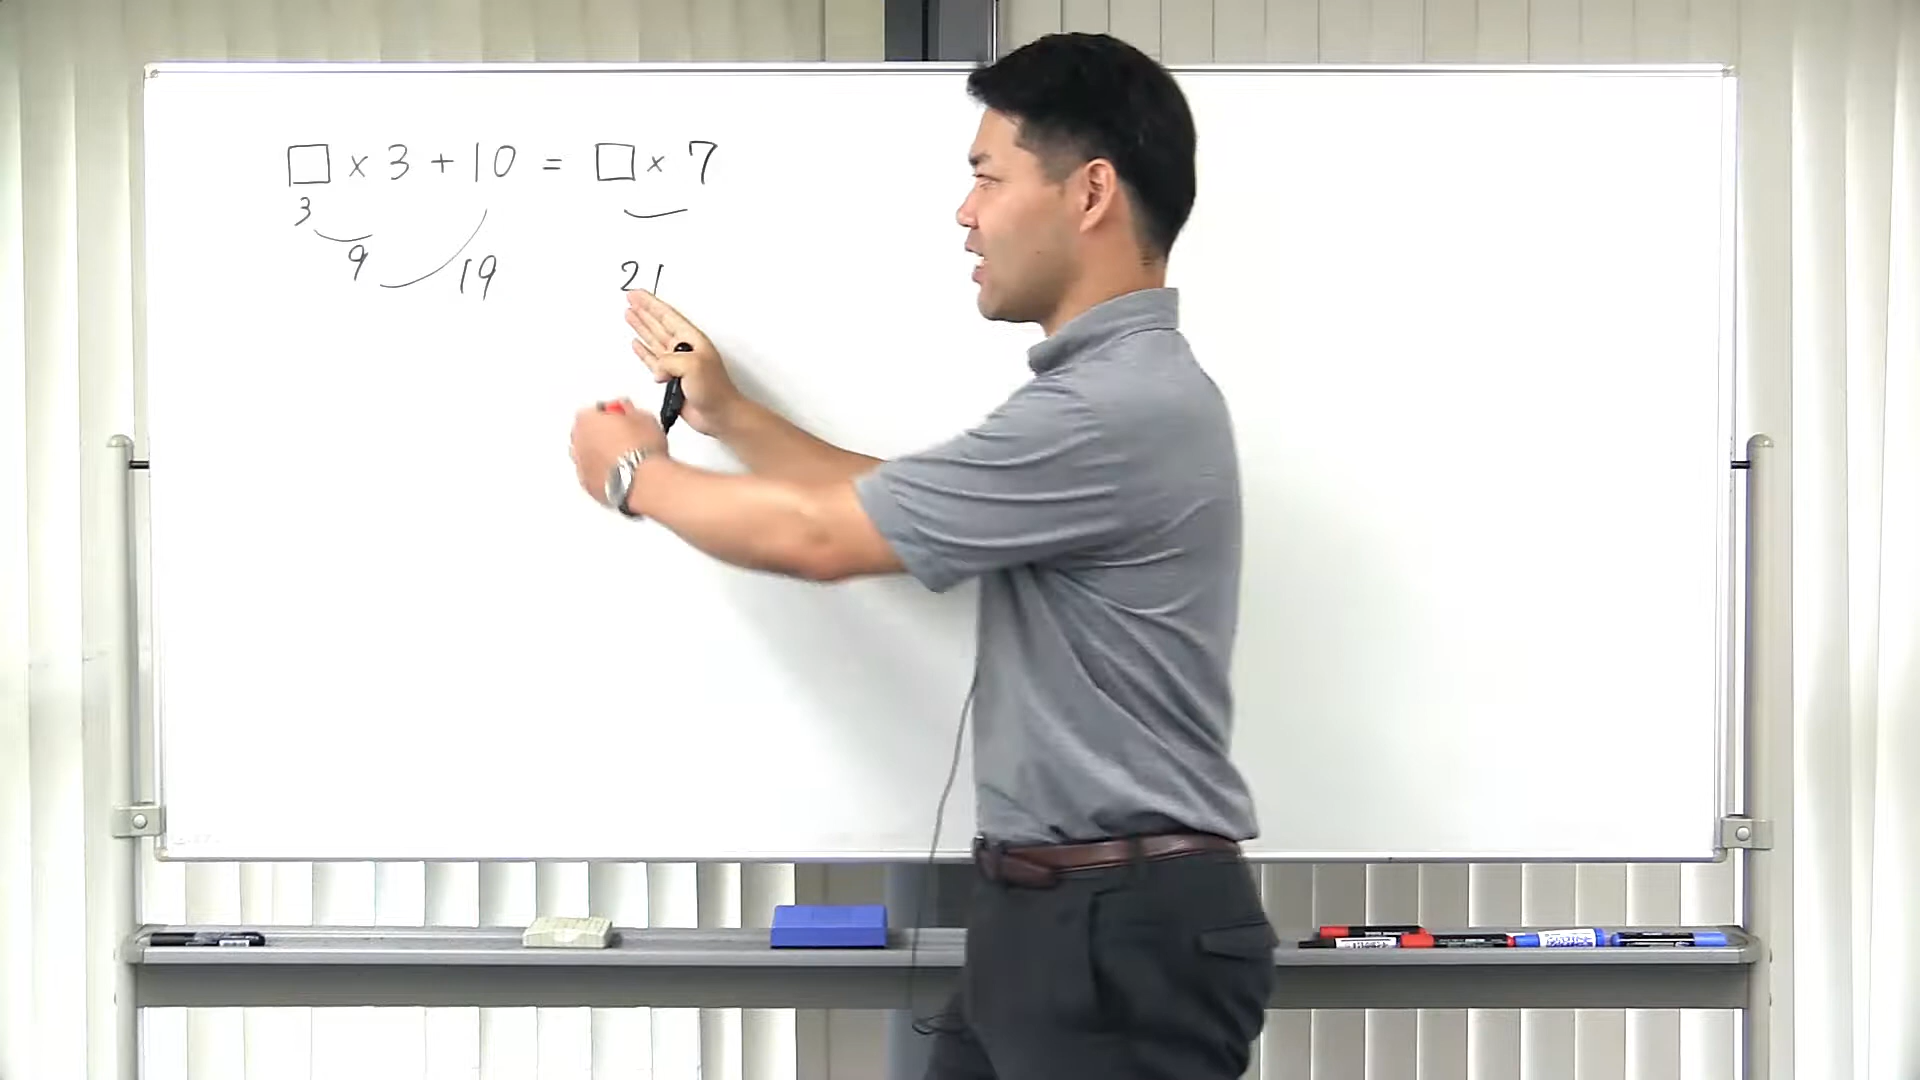 □ × 3 + 10 = □ × 7
3
9
19
21